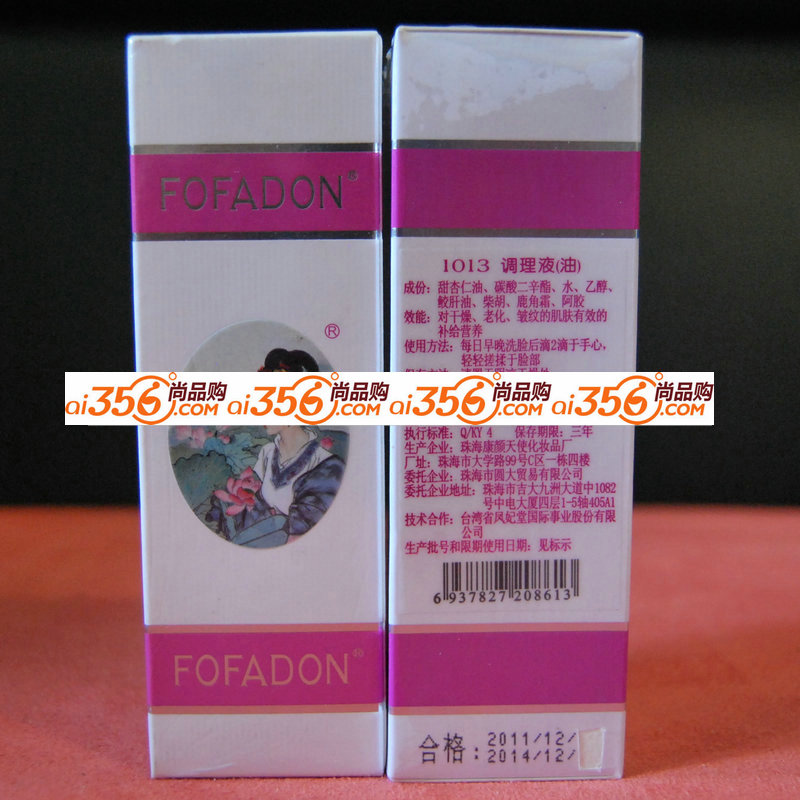 FOFADON®
®
FOFADON®
1013 调理液(油)
成份：甜杏仁油、碳酸二辛酯、水、乙醇、
鲛肝油、柴胡、鹿角霜、阿胶
效能：对干燥、老化、皱纹的肌肤有效的
补给营养
使用方法：每日早晚洗脸后滴2滴于手心，
轻轻搓揉于脸部
ai356尚品购.com ai356尚品购.com ai356尚品购.com ai356尚品购.com
执行标准：Q/KY 4 保存期限：三年
生产企业：珠海康颜天使化妆品厂
厂址：珠海市大学路99号C区一栋四楼
委托企业：珠海市圆大贸易有限公司
委托企业地址：珠海市吉大九洲大道中1082
号中电大厦四层1-5轴405A1
技术合作：台湾省凤妃堂国际事业股份有限
公司
生产批号和限期使用日期：见标示
6 937827 208613
合格：2011/12/
2014/12/